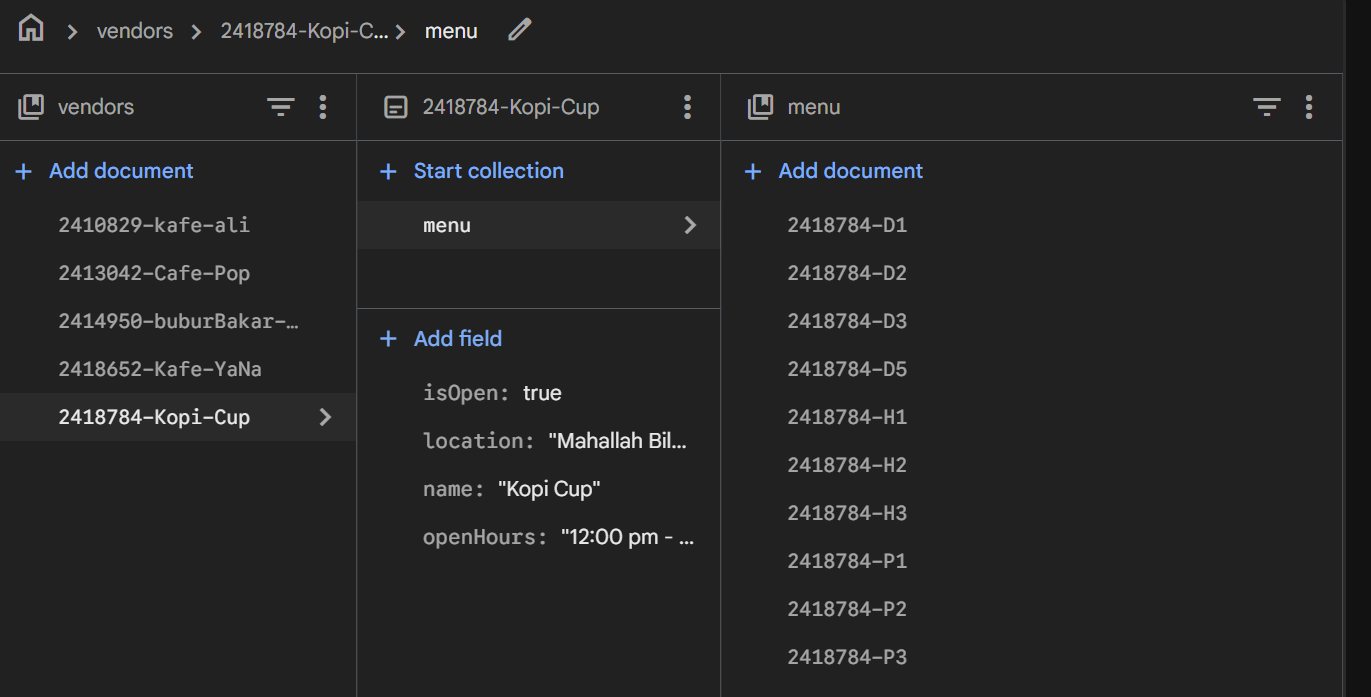 vendors 2418784-Kopi-C... menu
vendors
Add document
2410829-kafe-ali
2413042-Cafe-Pop
2414950-buburBakar-…
2418652-Kafe-YaNa
2418784-Kopi-Cup
2418784-Kopi-Cup
Start collection
menu
Add field
isOpen: true
location: "Mahallah Bil...
name: "Kopi Cup"
openHours: "12:00 pm - ...
menu
Add document
2418784-D1
2418784-D2
2418784-D3
2418784-D5
2418784-H1
2418784-H2
2418784-H3
2418784-P1
2418784-P2
2418784-P3